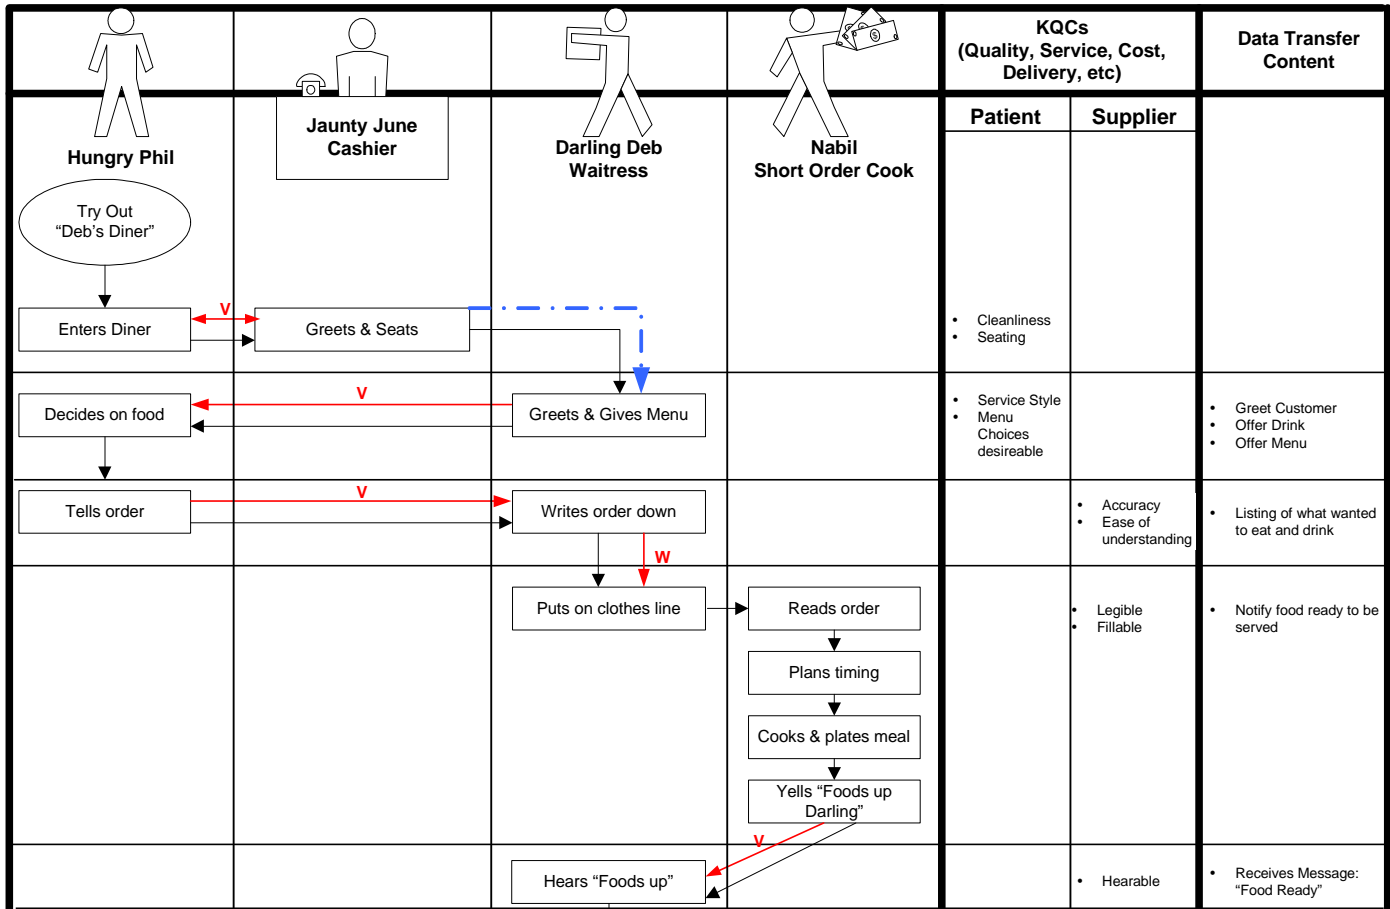 KQCs
(Quality, Service, Cost,
Delivery, etc)
Data Transfer
Content
Hungry Phil
Jaunty June
Cashier
Darling Deb
Waitress
Nabil
Short Order Cook
Patient
Supplier
Try Out
“Deb’s Diner”
Enters Diner
V
Greets & Seats
• Cleanliness
• Seating
Decides on food
V
Greets & Gives Menu
• Service Style
• Menu
Choices
desireable
• Greet Customer
• Offer Drink
• Offer Menu
Tells order
V
Writes order down
• Accuracy
• Ease of
understanding
• Listing of what wanted
to eat and drink
W
Puts on clothes line
Reads order
• Legible
• Fillable
• Notify food ready to be
served
Plans timing
Cooks & plates meal
Yells “Foods up
Darling”
V
Hears “Foods up”
• Hearable
• Receives Message:
“Food Ready”